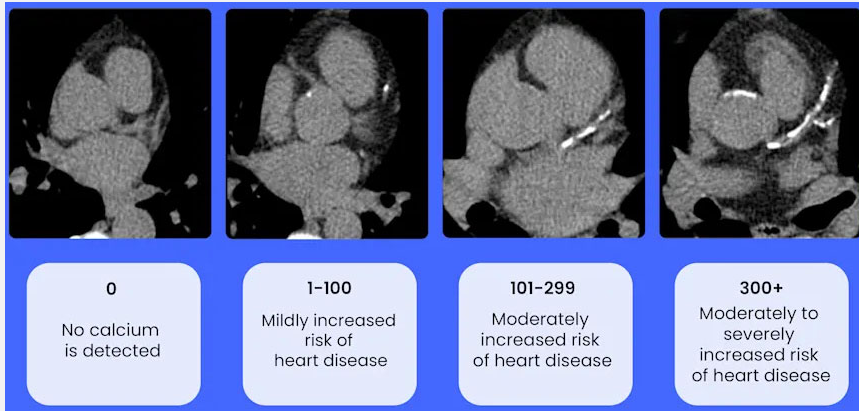 0
No calcium
is detected
1-100
Mildly increased
risk of
heart disease
101-299
Moderately
increased risk
of heart disease
300+
Moderately to
severely
increased risk
of heart disease